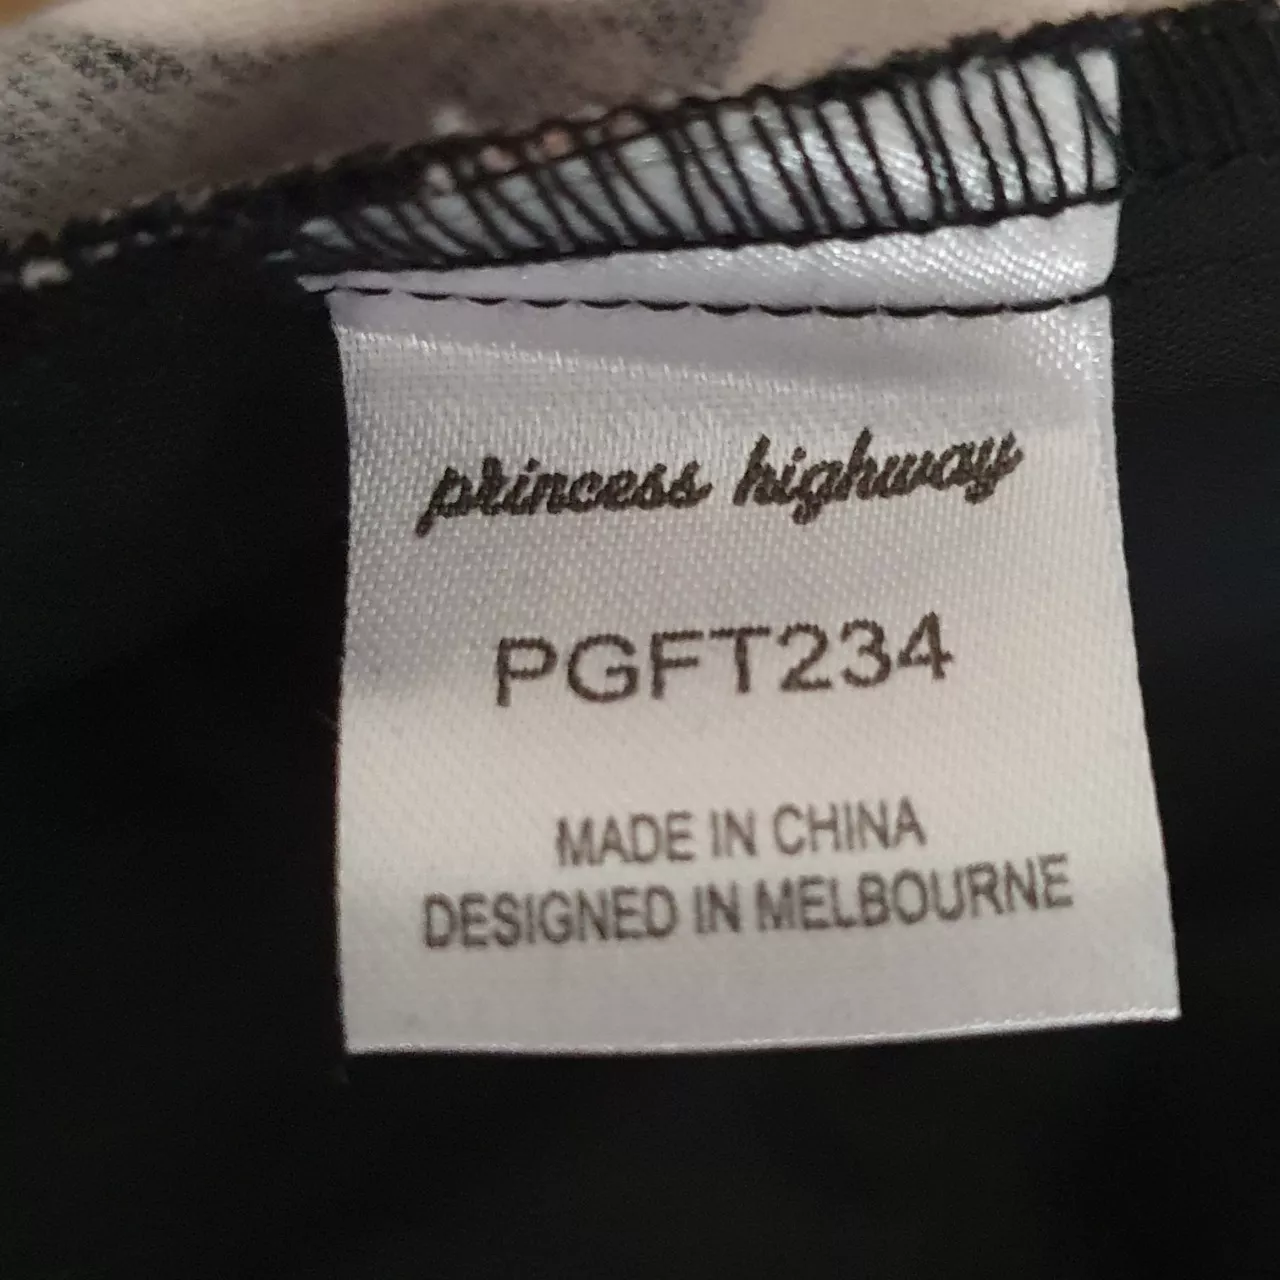 princess highway
PGFT234
MADE IN CHINA
DESIGNED IN MELBOURNE